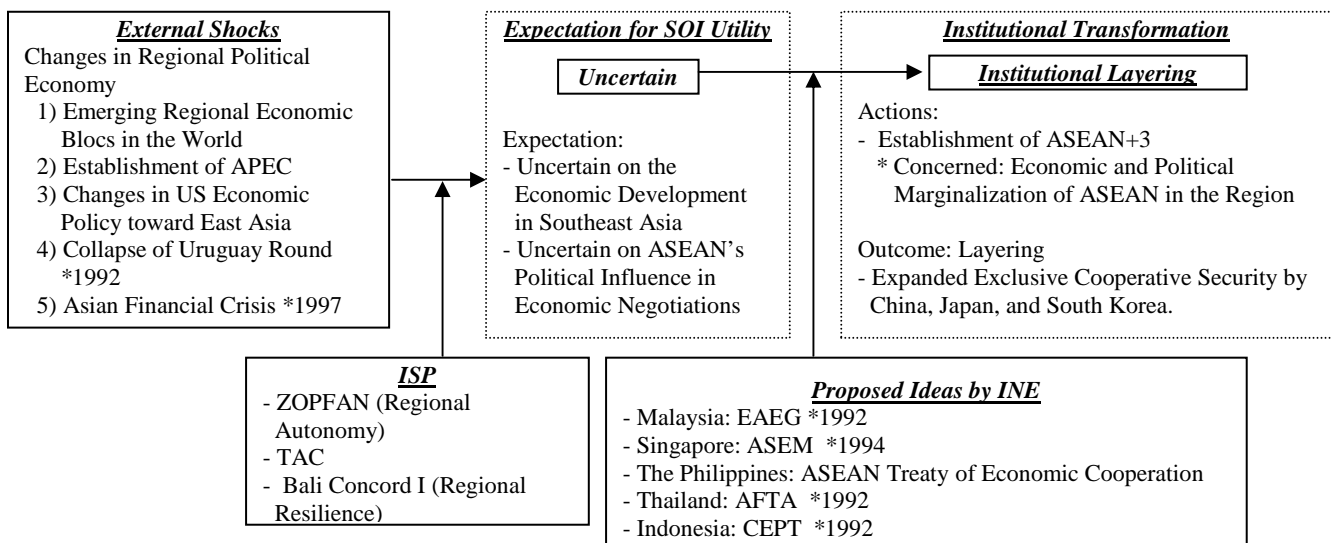 External Shocks
Changes in Regional Political
Economy
1) Emerging Regional Economic
Blocs in the World
2) Establishment of APEC
3) Changes in US Economic
Policy toward East Asia
4) Collapse of Uruguay Round
*1992
5) Asian Financial Crisis *1997
Expectation for SOI Utility
Uncertain
Expectation:
- Uncertain on the
Economic Development
in Southeast Asia
- Uncertain on ASEAN’s
Political Influence in
Economic Negotiations
Institutional Transformation
Institutional Layering
Actions:
- Establishment of ASEAN+3
* Concerned: Economic and Political
Marginalization of ASEAN in the Region
Outcome: Layering
- Expanded Exclusive Cooperative Security by
China, Japan, and South Korea.
ISP
- ZOPFAN (Regional
Autonomy)
- TAC
- Bali Concord I (Regional
Resilience)
Proposed Ideas by INE
- Malaysia: EAEG *1992
- Singapore: ASEM *1994
- The Philippines: ASEAN Treaty of Economic Cooperation
- Thailand: AFTA *1992
- Indonesia: CEPT *1992